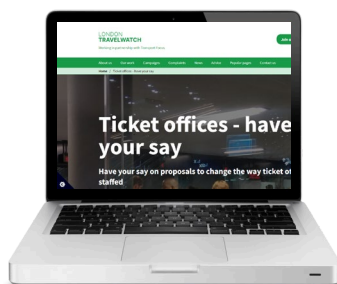 LONDON
TRAVELWATCH
Working in partnership with Transport Focus
About us Our work Campaigns Complaints News Advice Popular pages Contact us
Home / Ticket offices - have your say
Ticket offices - have
your say
Have your say on proposals to change the way ticket of
staffed